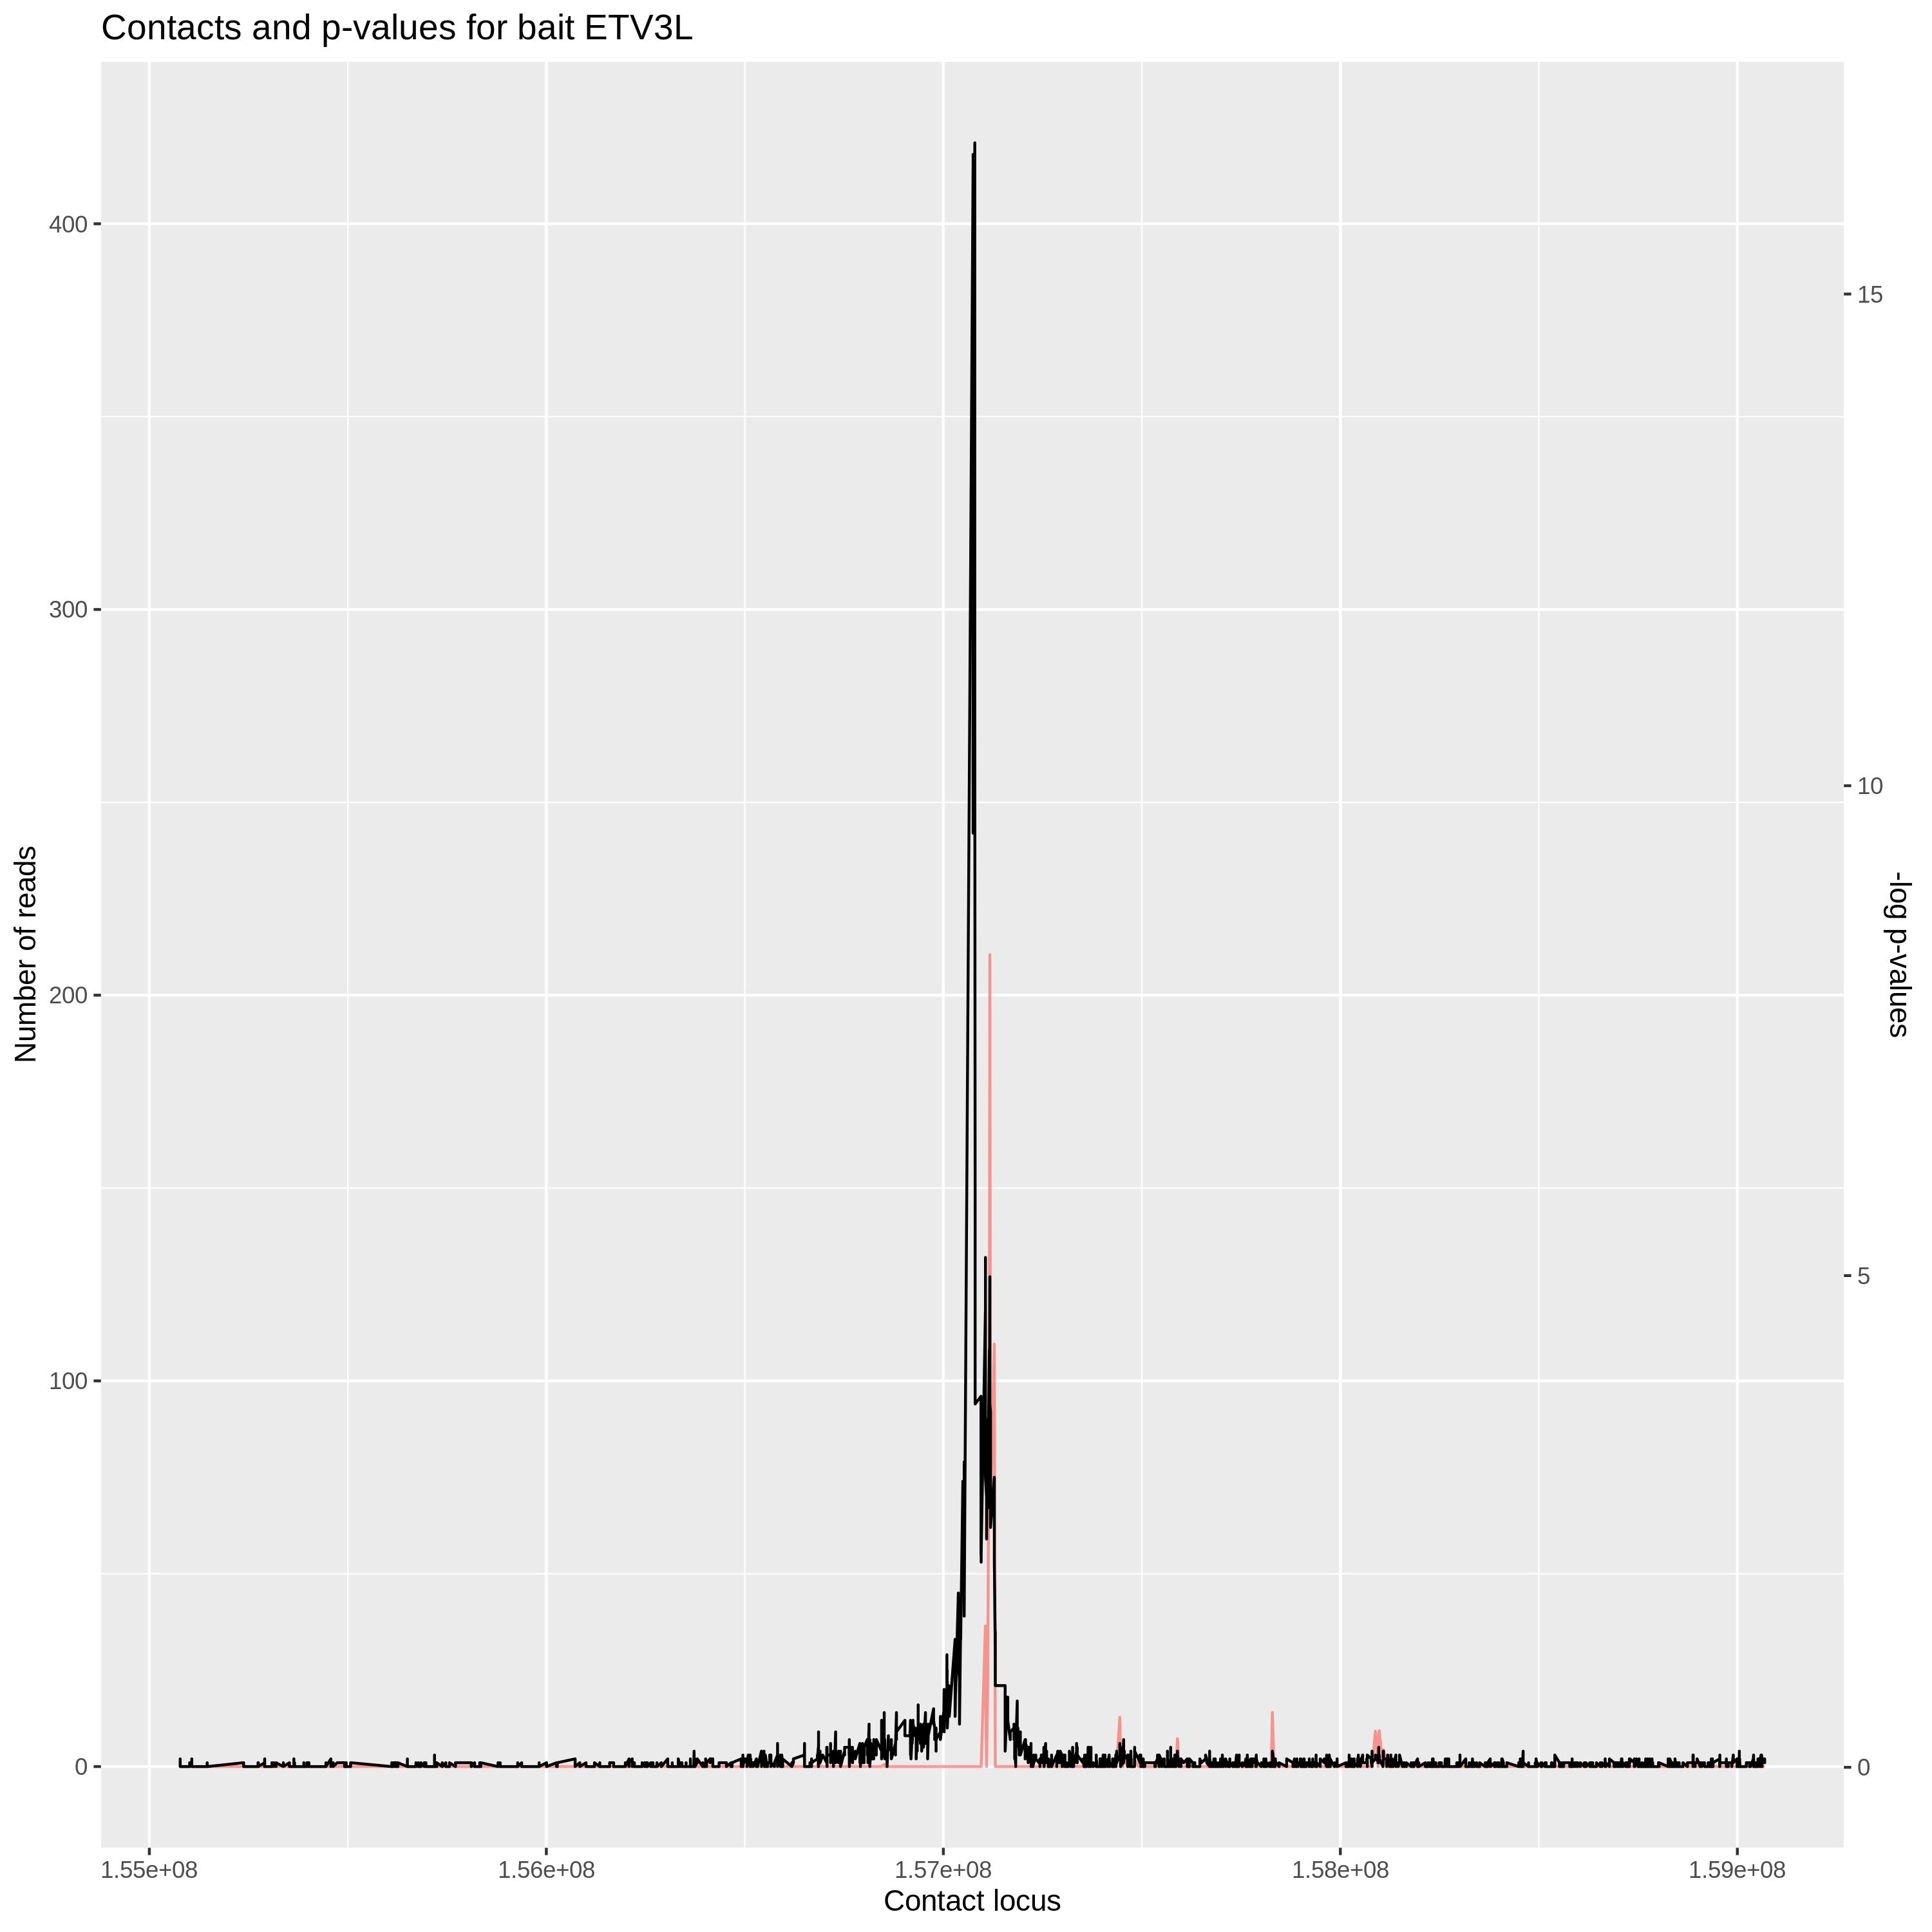 Contacts and p-values for bait ETV3L
400
300
200
100
0
Number of reads
15
10
5
0
-log p-values
1.55e+08
1.56e+08
1.57e+08
1.58e+08
1.59e+08
Contact locus